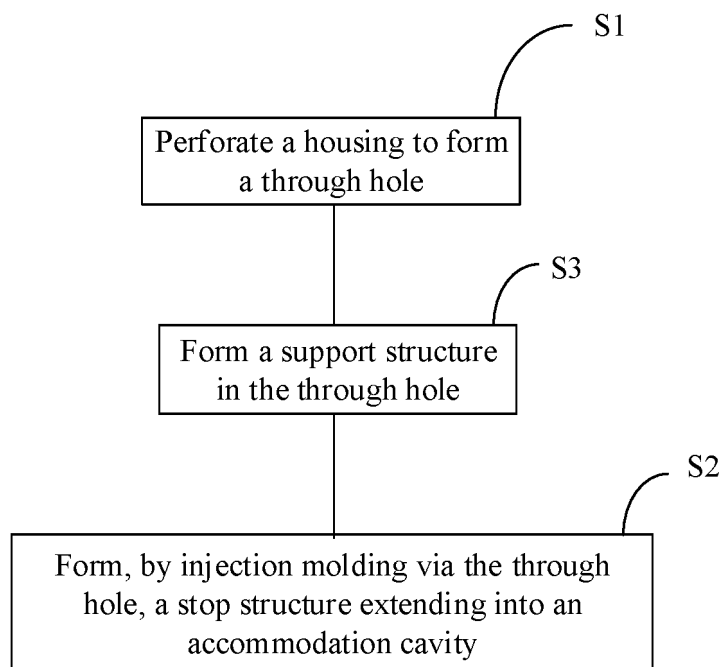 S1
Perforate a housing to form
a through hole
S3
Form a support structure
in the through hole
S2
Form, by injection molding via the through
hole, a stop structure extending into an
accommodation cavity